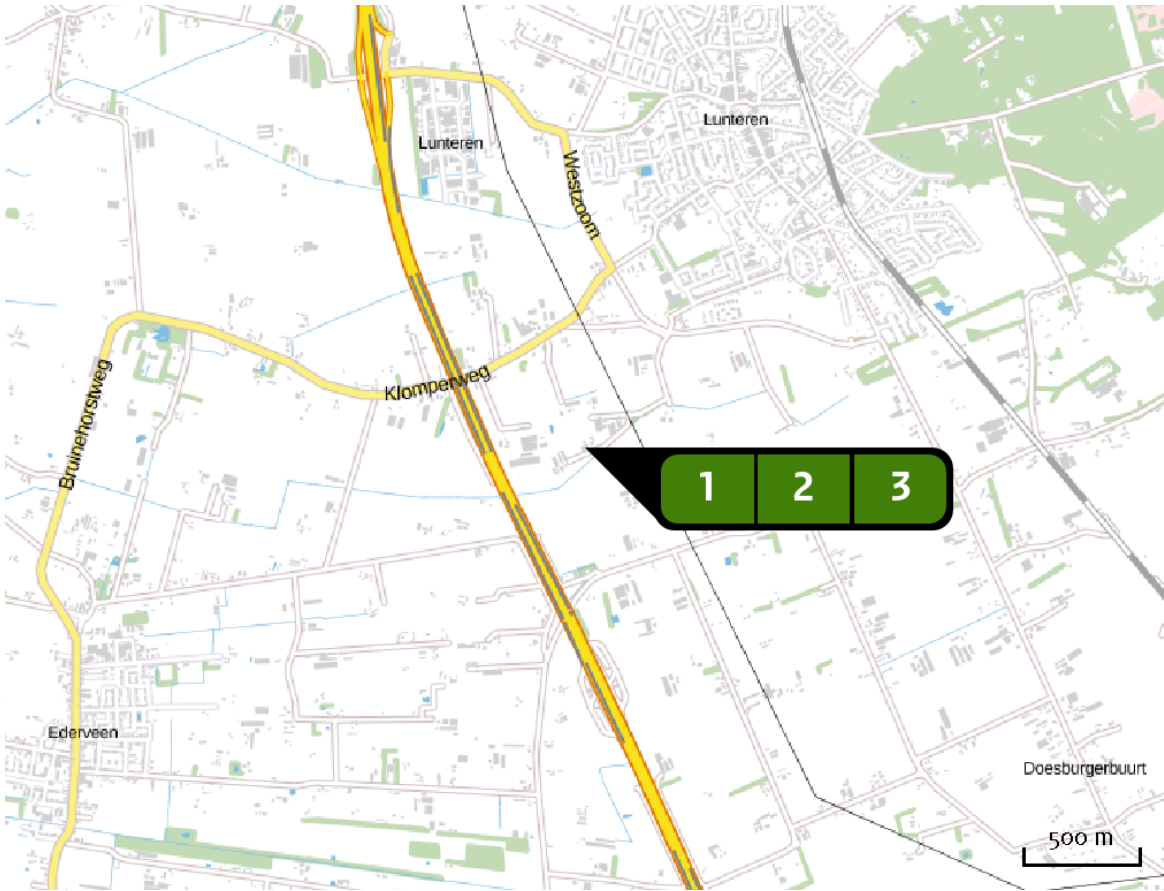 Lunteren
Lunteren
Westzoom
Klomperweg
Bruinehorstweg
1 2 3
Ederveen
Doesburgerbuurt
500 m